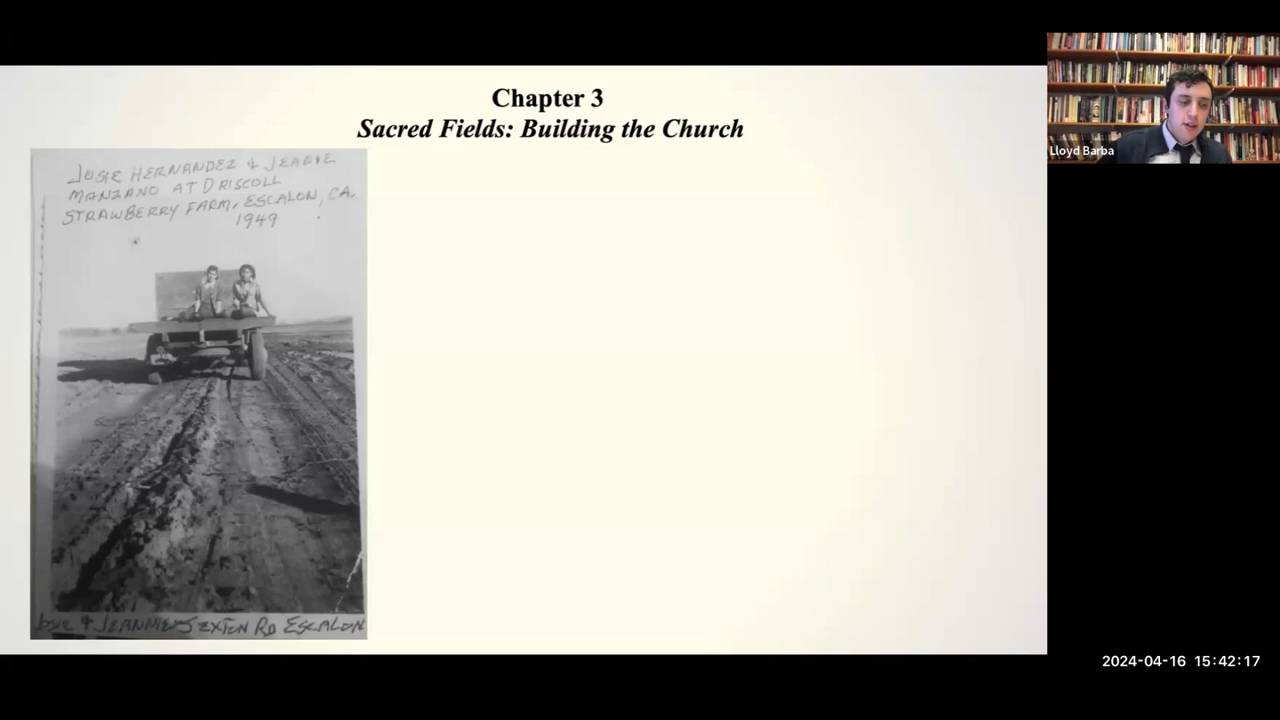 Chapter 3
Sacred Fields: Building the Church
JOSIE HERNANDEZ & JEANIE
MANZANO AT DRISCOLL
STRAWBERRY FARM, ESCALON, CA.
1949
JOSIE & JEANNIE SEXTON RD ESCALON
Lloyd Barba
2024-04-16 15:42:17